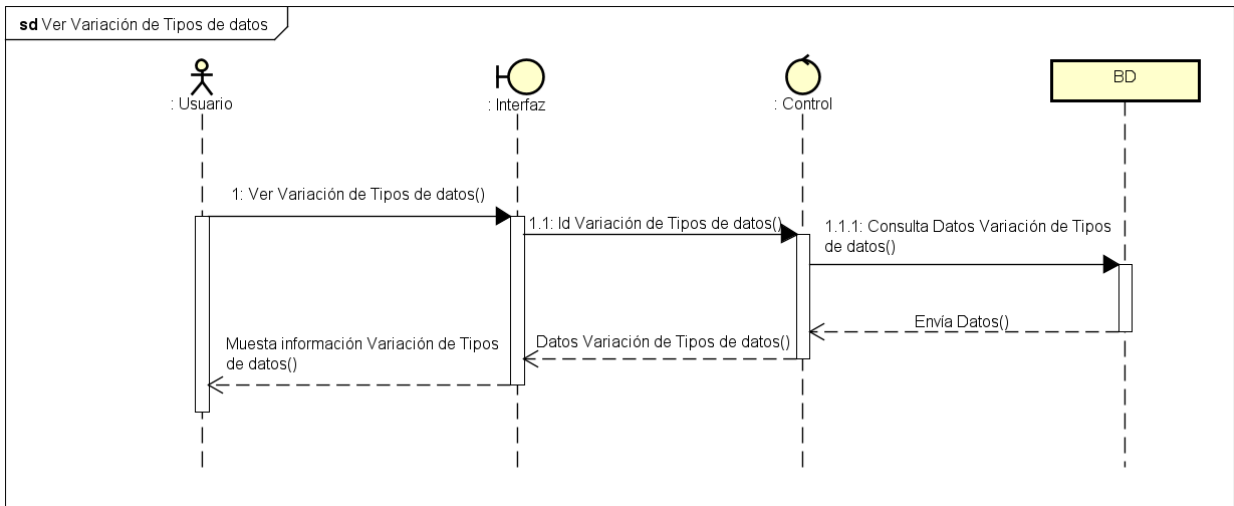 sd Ver Variación de Tipos de datos
: Usuario
: Interfaz
: Control
BD
1: Ver Variación de Tipos de datos()
1.1: Id Variación de Tipos de datos()
1.1.1: Consulta Datos Variación de Tipos
de datos()
Envía Datos()
Datos Variación de Tipos de datos()
Muesta información Variación de Tipos
de datos()